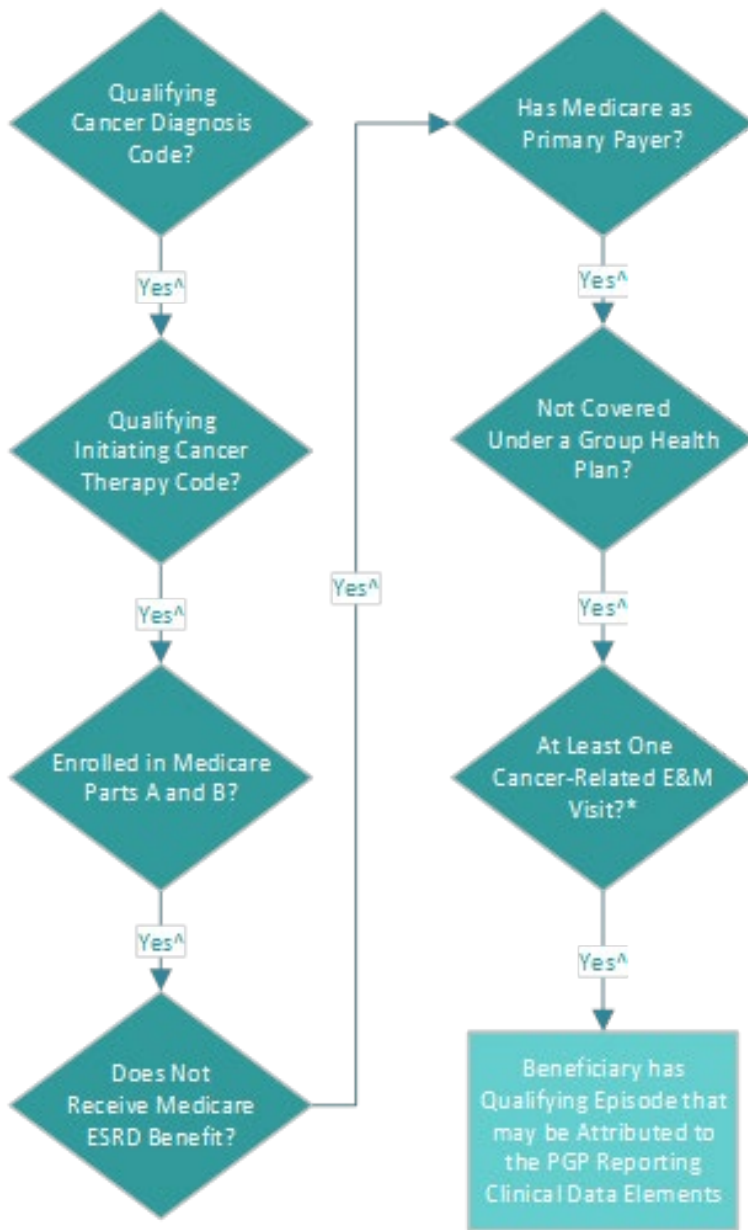 Qualifying
Cancer Diagnosis
Code?
Yes^
Qualifying
Initiating Cancer
Therapy Code?
Yes^
Enrolled in Medicare
Parts A and B?
Yes^
Does Not
Receive Medicare
ESRD Benefit?
Yes^
Has Medicare as
Primary Payer?
Yes^
Not Covered
Under a Group Health
Plan?
Yes^
At Least One
Cancer-Related E&M
Visit?*
Yes^
Beneficiary has
Qualifying Episode that
may be Attributed to
the PGP Reporting
Clinical Data Elements